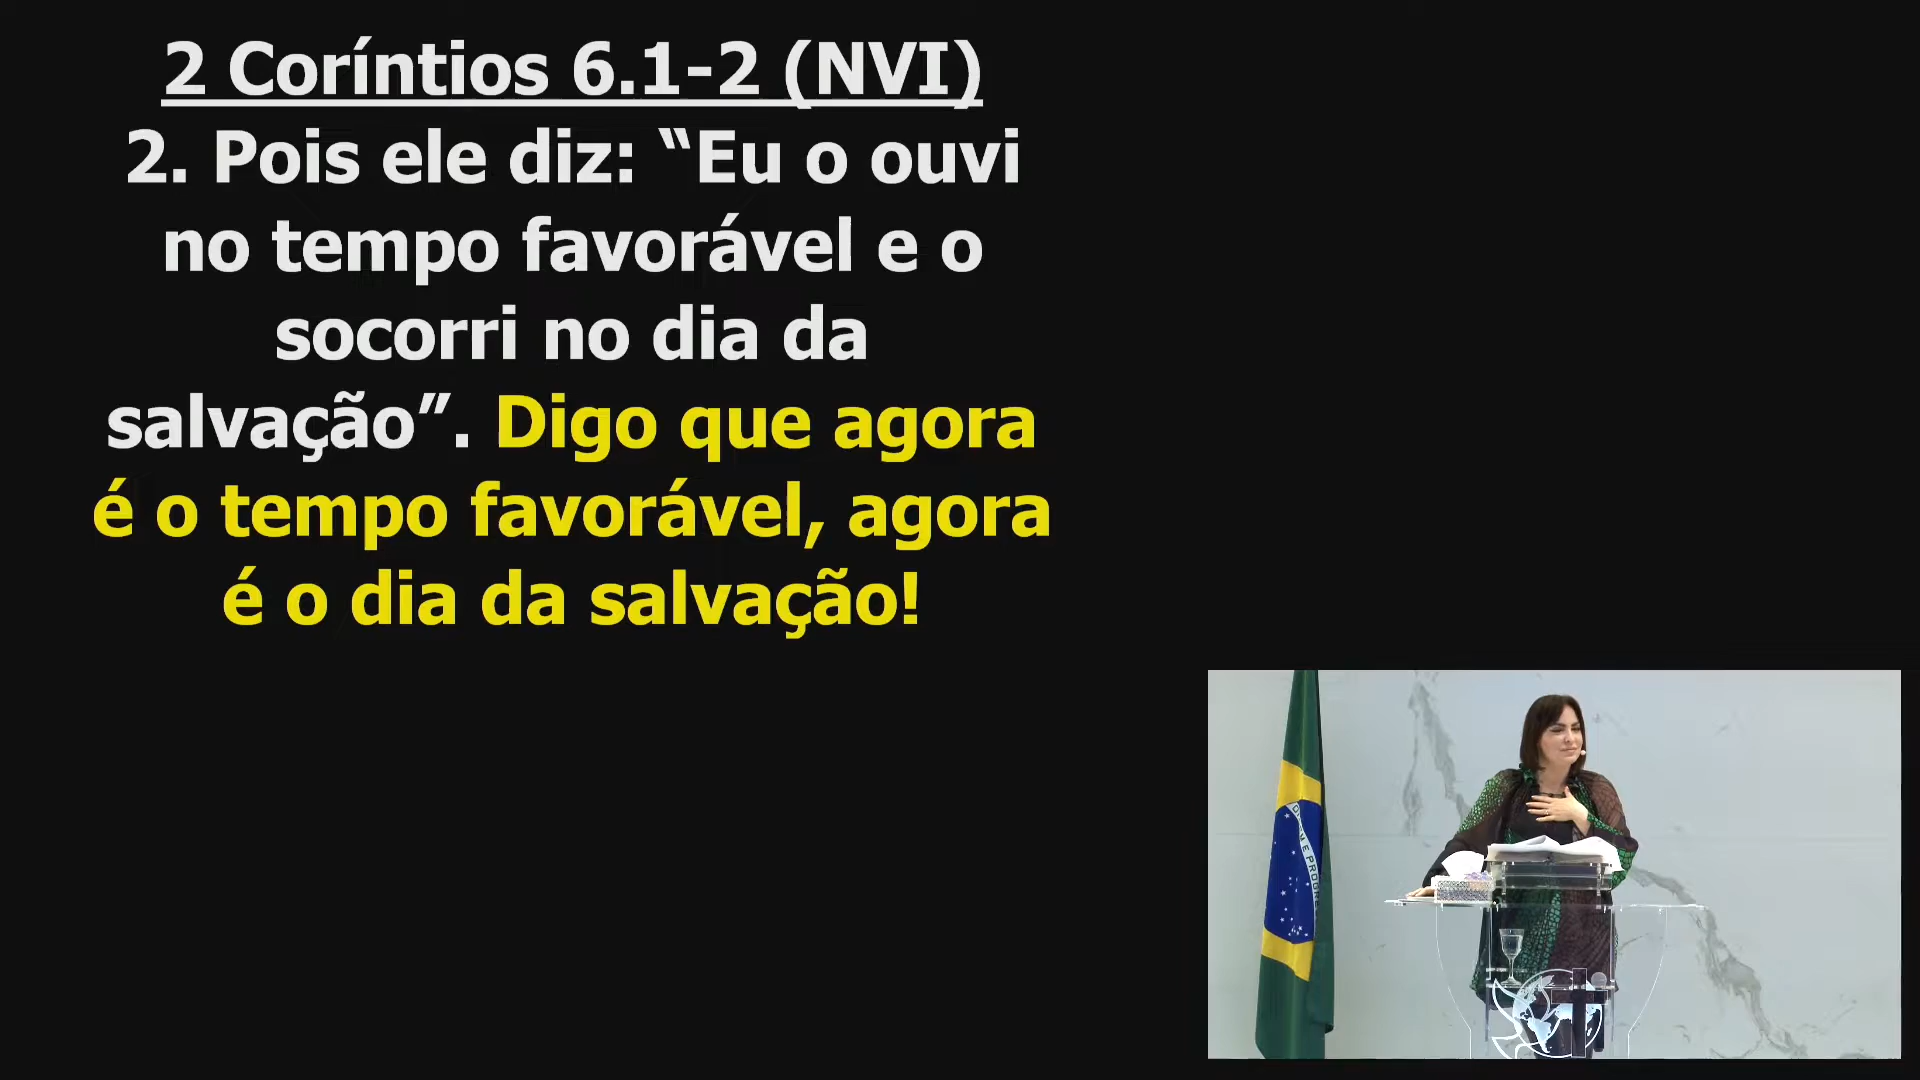 2 Coríntios 6.1-2 (NVI)
2. Pois ele diz: “Eu o ouvi
no tempo favorável e o
socorri no dia da
salvação”. Digo que agora
é o tempo favorável, agora
é o dia da salvação!